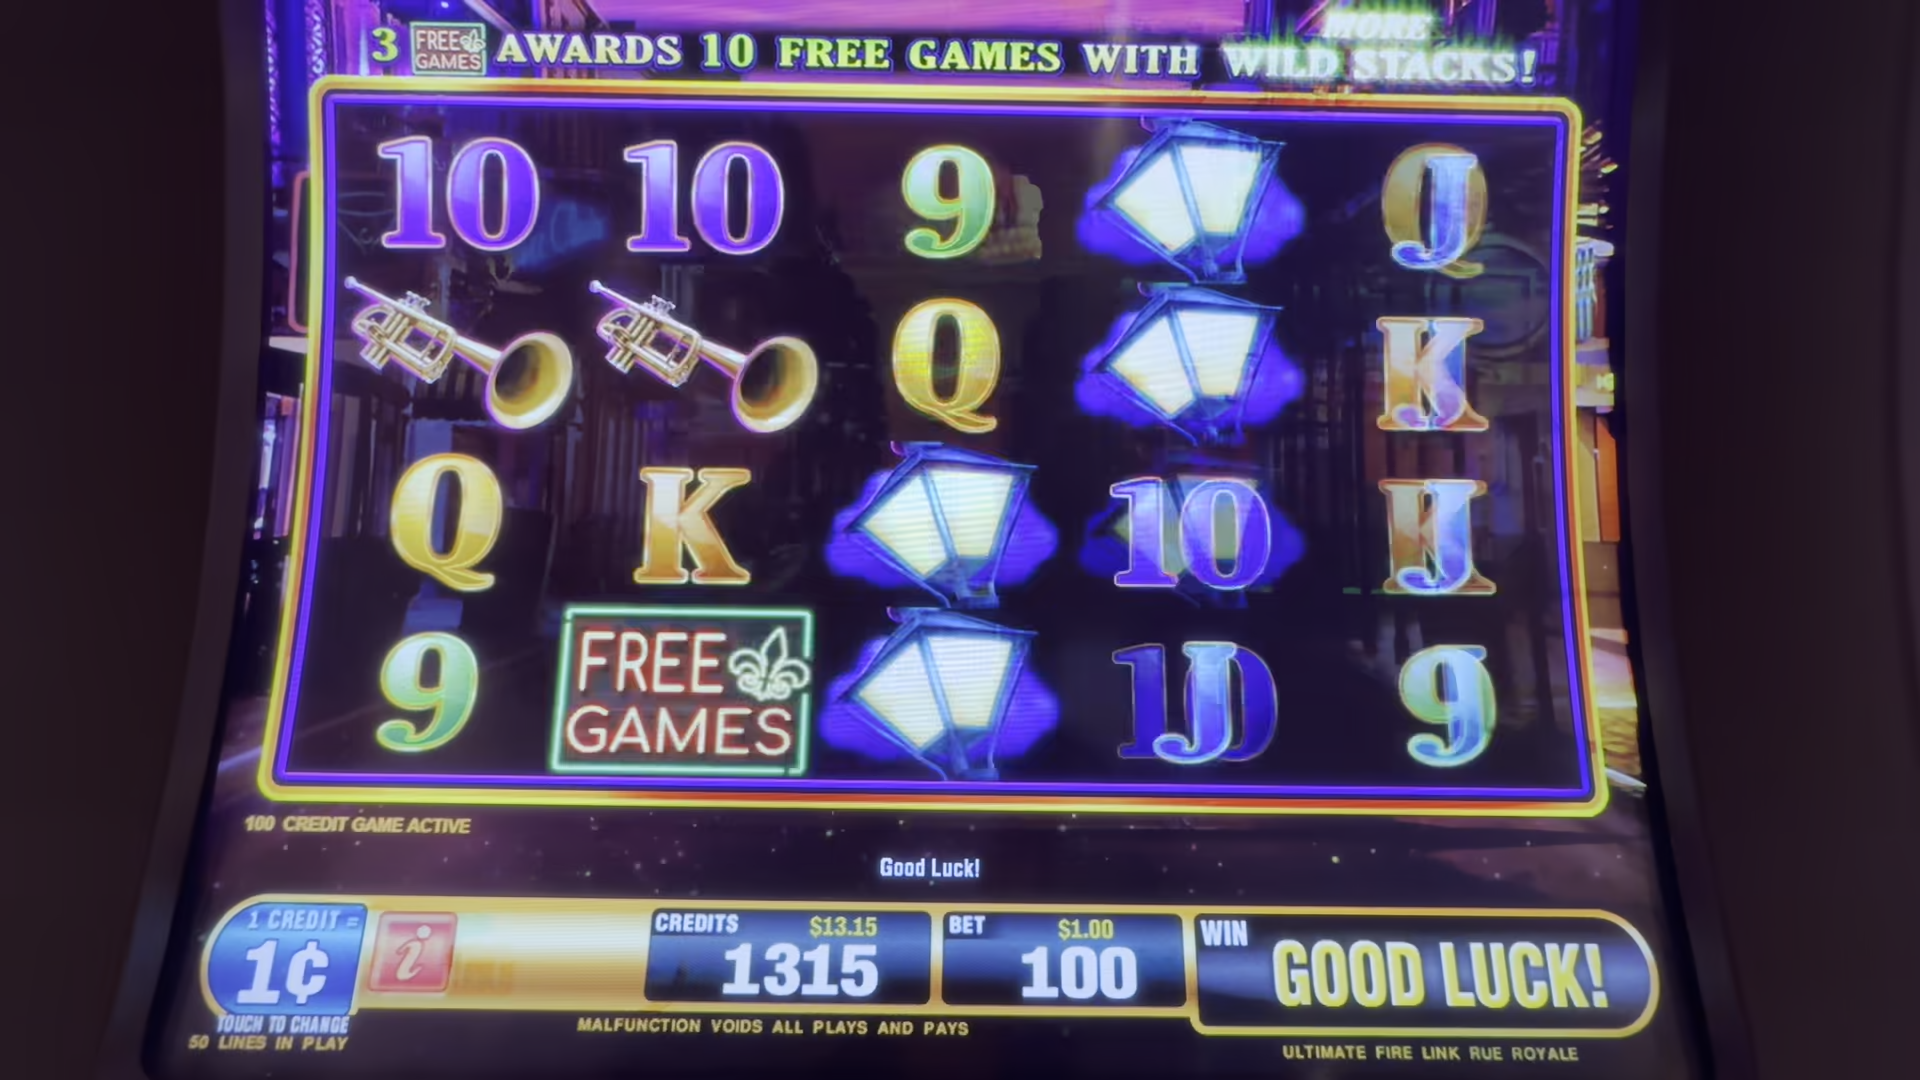 MORE
3 FREE GAMES AWARDS 10 FREE GAMES WITH WILD STACKS!
10 10 9 Q J
Q K J
Q K 10 K J
9 FREE GAMES 10 J 9 J
100 CREDIT GAME ACTIVE
Good Luck!
1 CREDIT =
1¢
TOUCH TO CHANGE
50 LINES IN PLAY
i
CREDITS $13.15
1315
BET $1.00
100
WIN
GOOD LUCK!
MALFUNCTION VOIDS ALL PLAYS AND PAYS
ULTIMATE FIRE LINK RUE ROYALE